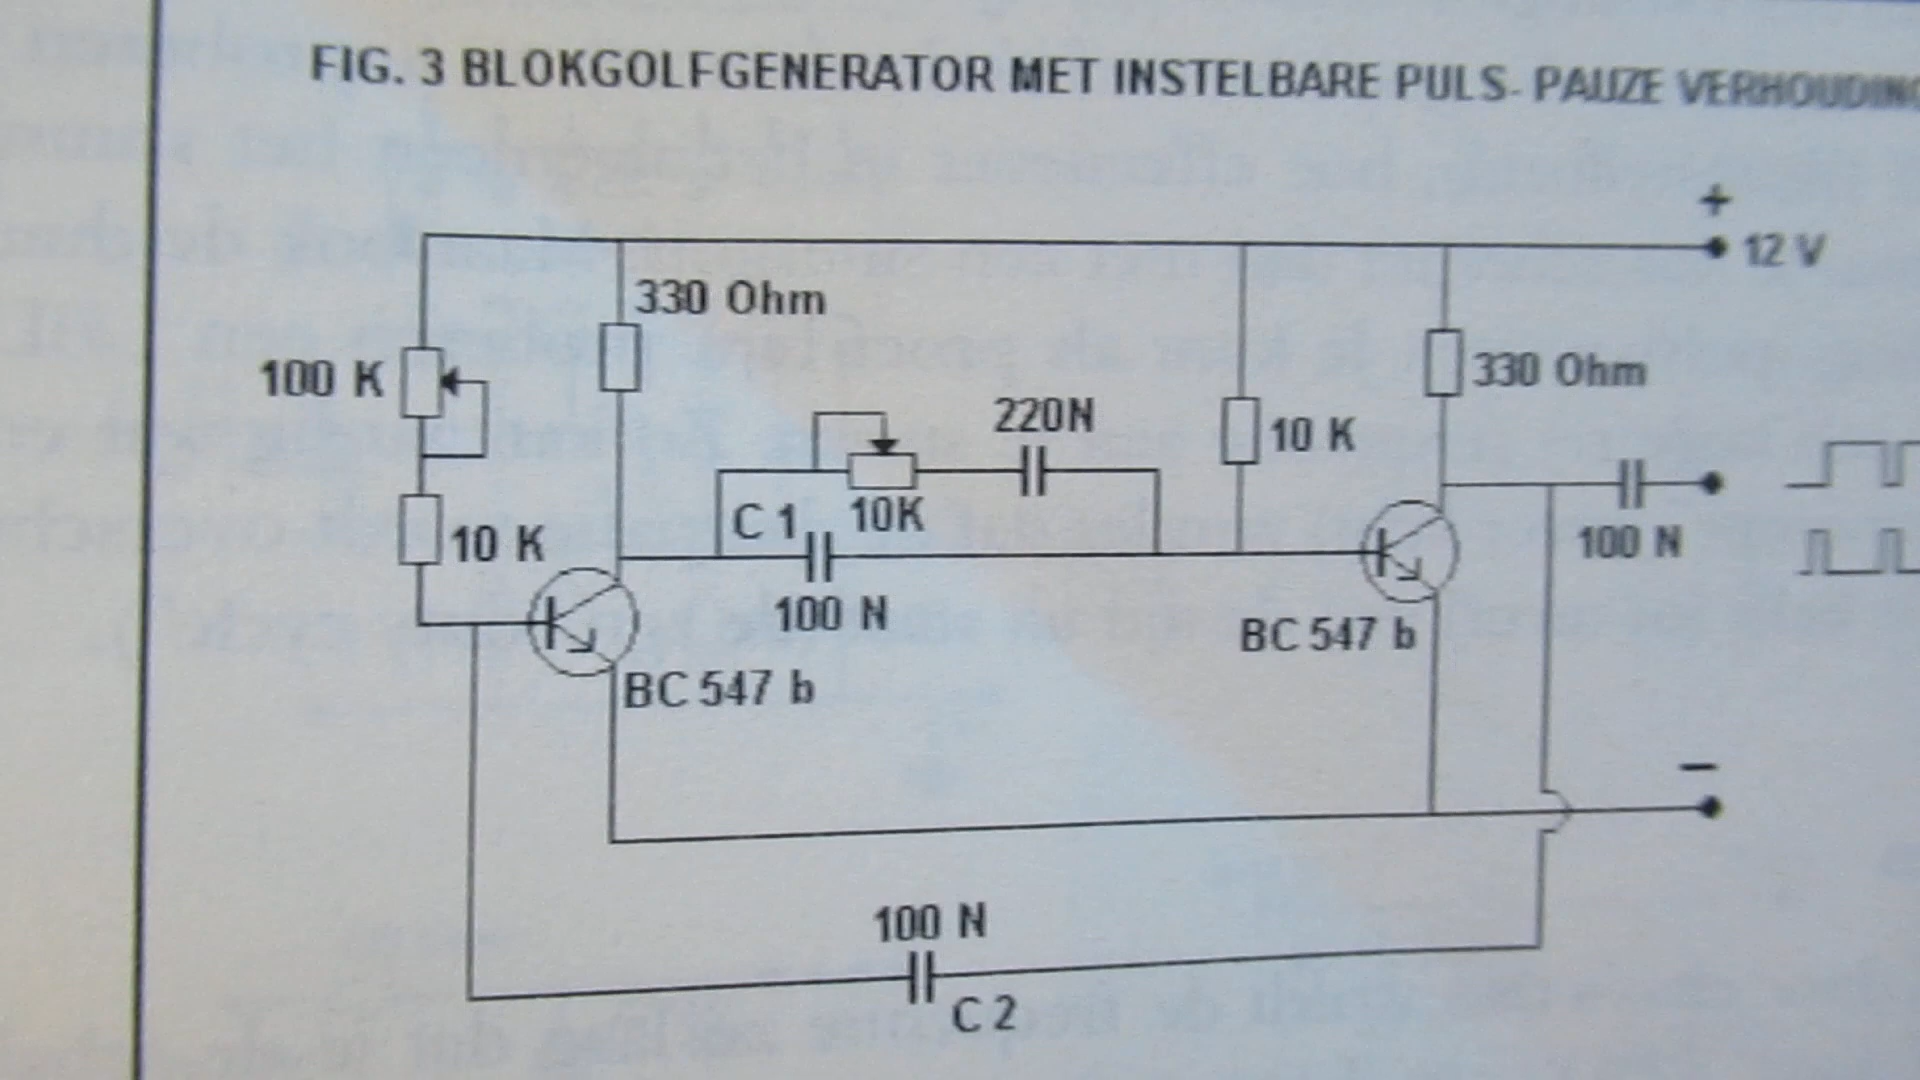 FIG. 3 BLOKGOLFGENERATOR MET INSTELBARE PULS- PAUZE VERHOUDING
+
12 V
330 Ohm
100 K
330 Ohm
220N
10 K
C 1
10K
10 K
100 N
100 N
BC 547 b
BC 547 b
–
100 N
C 2